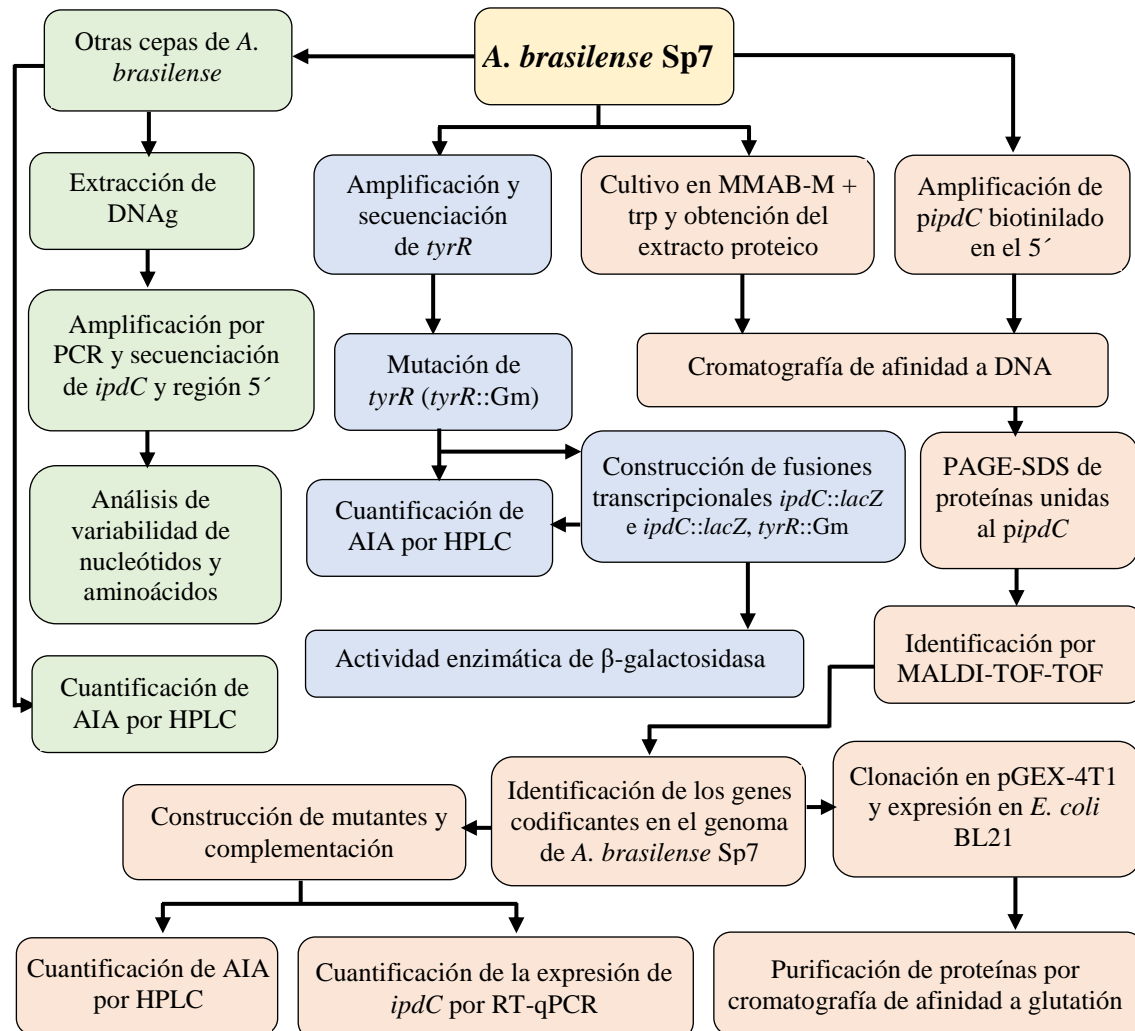 Otras cepas de A.
brasilense
A. brasilense Sp7
Extracción de
DNAg
Amplificación y
secuenciación
de tyrR
Cultivo en MMAB-M +
trp y obtención del
extracto proteico
Amplificación de
pipdC biotinilado
en el 5´
Amplificación por
PCR y secuenciación
de ipdC y región 5´
Mutación de
tyrR (tyrR::Gm)
Cromatografía de afinidad a DNA
Análisis de
variabilidad de
nucleótidos y
aminoácidos
Cuantificación de
AIA por HPLC
Construcción de fusiones
transcripcionales ipdC::lacZ
e ipdC::lacZ, tyrR::Gm
PAGE-SDS de
proteínas unidas
al pipdC
Actividad enzimática de β-galactosidasa
Identificación por
MALDI-TOF-TOF
Cuantificación de
AIA por HPLC
Construcción de mutantes y
complementación
Identificación de los genes
codificantes en el genoma
de A. brasilense Sp7
Clonación en pGEX-4T1
y expresión en E. coli
BL21
Cuantificación de AIA
por HPLC
Cuantificación de la expresión de
ipdC por RT-qPCR
Purificación de proteínas por
cromatografía de afinidad a glutatión